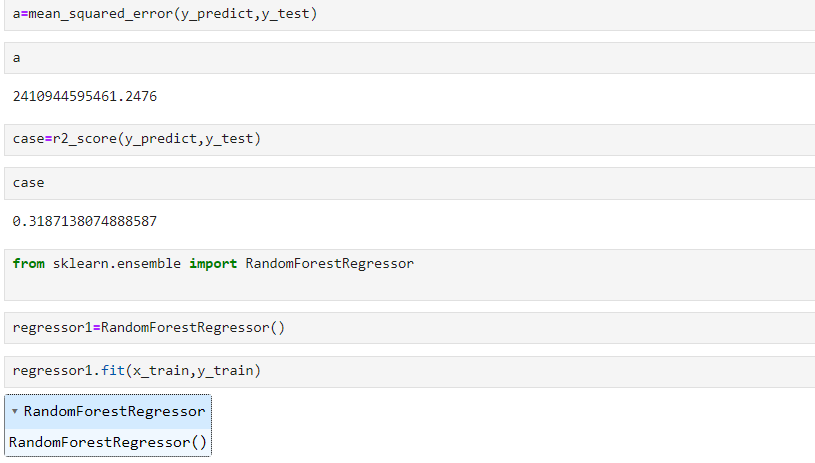 a=mean_squared_error(y_predict,y_test)
a
2410944595461.2476
case=r2_score(y_predict,y_test)
case
0.3187138074888587
from sklearn.ensemble import RandomForestRegressor
regressor1=RandomForestRegressor()
regressor1.fit(x_train,y_train)
▾ RandomForestRegressor
RandomForestRegressor()